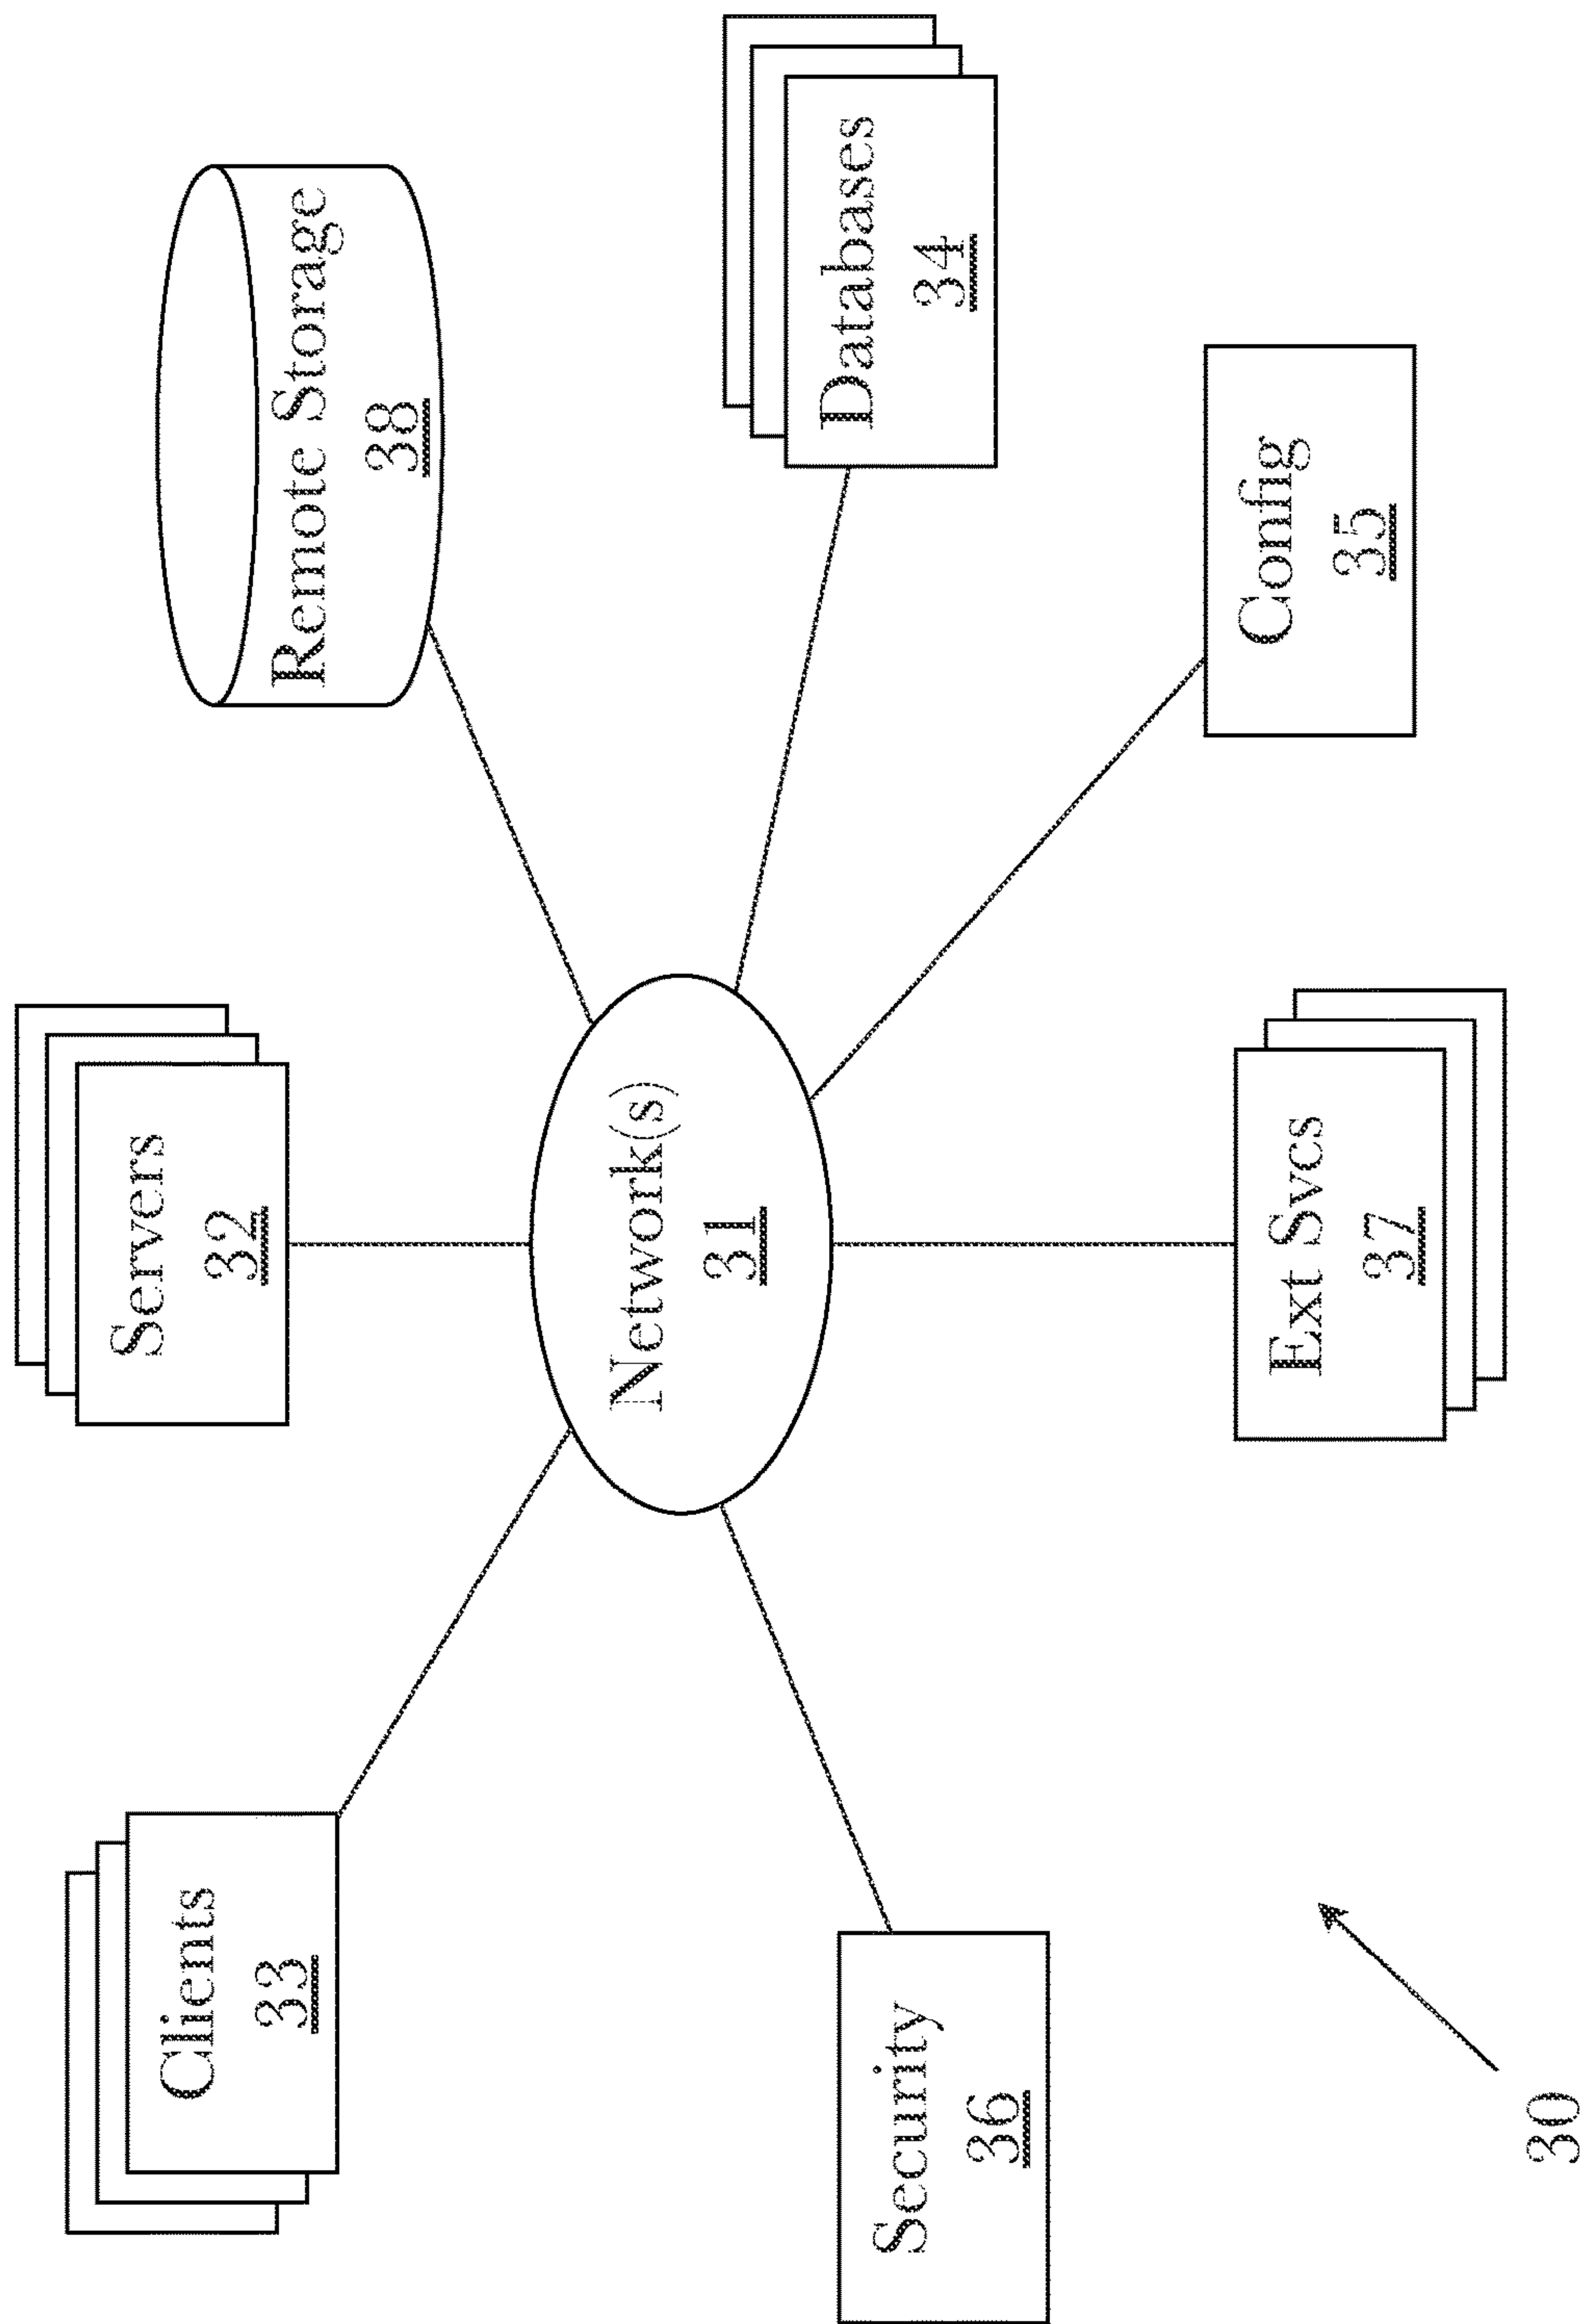 Servers
32
Remote Storage
38
Clients
33
Network(s)
31
Databases
34
Security
36
Ext Svcs
37
Config
35
30